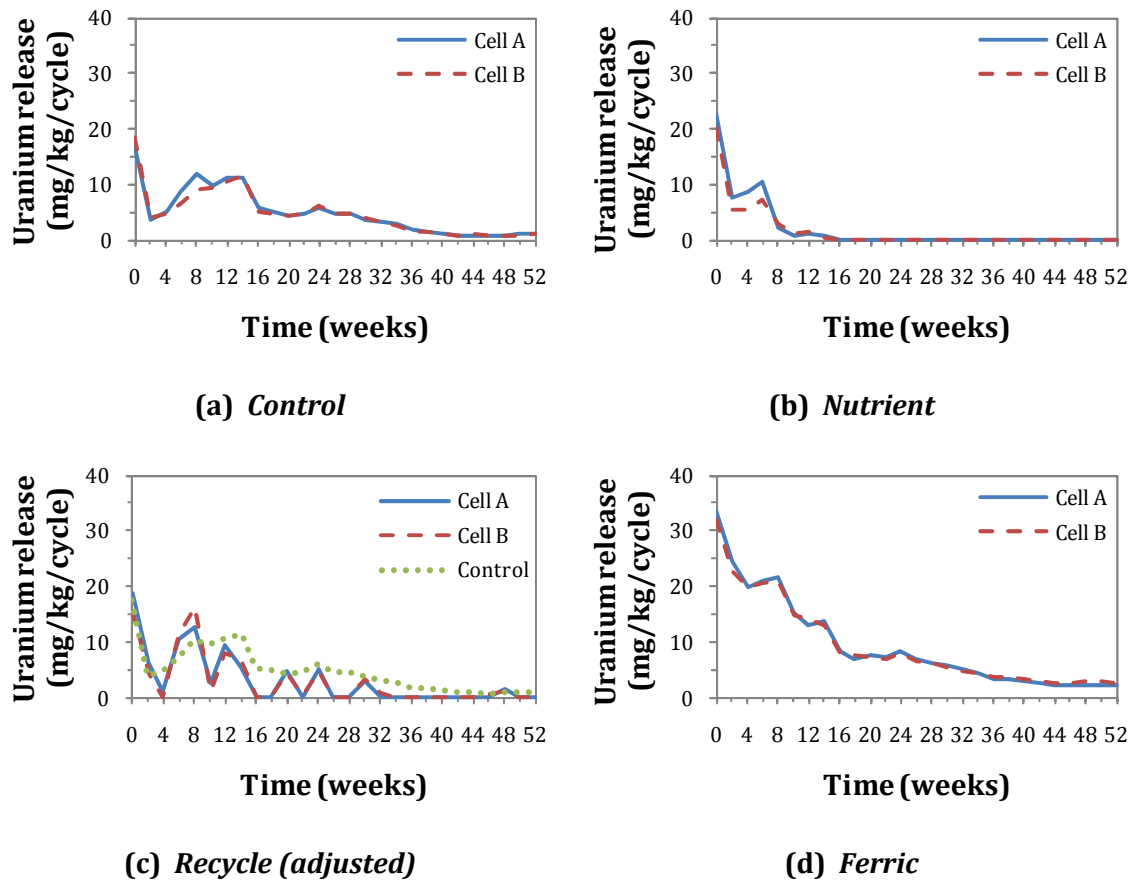 Uranium release
(mg/kg/cycle)
40
30
20
10
0
Cell A
Cell B
0 4 8 12 16 20 24 28 32 36 40 44 48 52
Time (weeks)
(a) Control
Uranium release
(mg/kg/cycle)
40
30
20
10
0
Cell A
Cell B
0 4 8 12 16 20 24 28 32 36 40 44 48 52
Time (weeks)
(b) Nutrient
Uranium release
(mg/kg/cycle)
40
30
20
10
0
Cell A
Cell B
Control
0 4 8 12 16 20 24 28 32 36 40 44 48 52
Time (weeks)
(c) Recycle (adjusted)
Uranium release
(mg/kg/cycle)
40
30
20
10
0
Cell A
Cell B
0 4 8 12 16 20 24 28 32 36 40 44 48 52
Time (weeks)
(d) Ferric